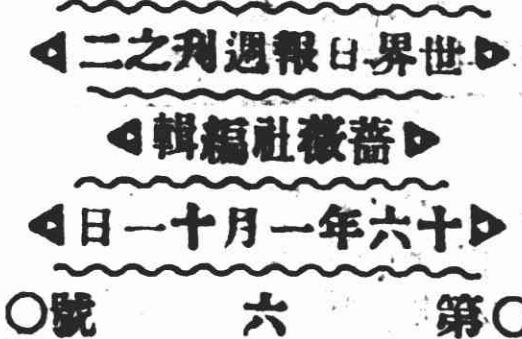 世界日報週刊之二
薔薇社編輯
十六年一月十一日
第六號